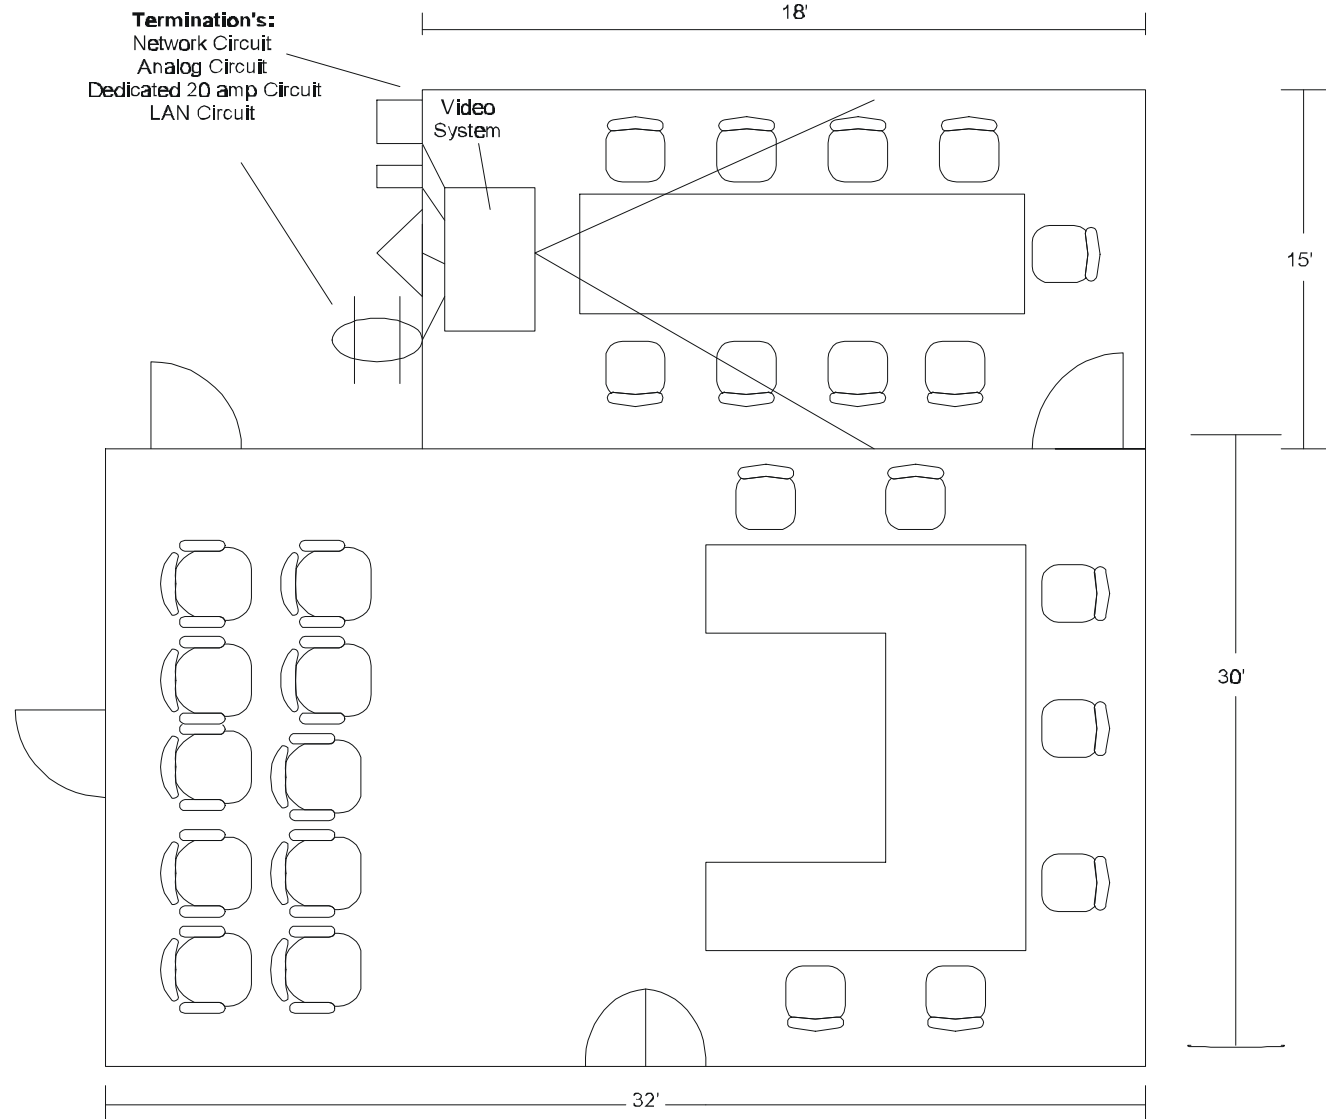 Termination's:
Network Circuit
Analog Circuit
Dedicated 20 amp Circuit
LAN Circuit
18'
Video
System
15'
30'
32'